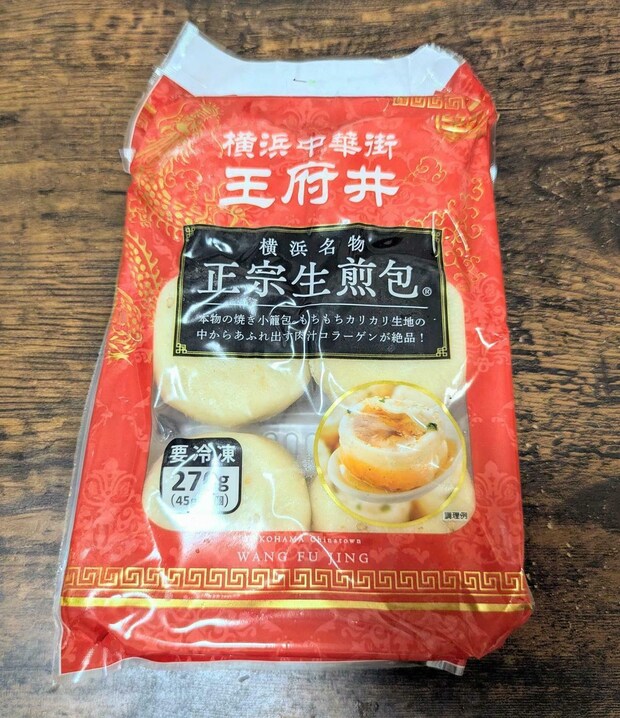 横浜中華街
王府井
横浜名物
正宗生煎包®
本物の焼き小籠包 もちもちカリカリ生地の
中からあふれ出す肉汁コラーゲンが絶品！
要冷凍
調理例
Chinatown
WANG FU JING